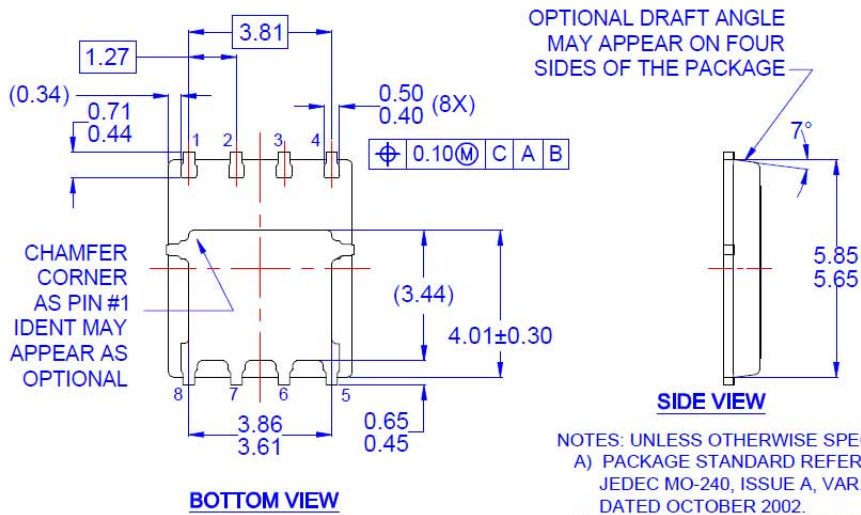 OPTIONAL DRAFT ANGLE
MAY APPEAR ON FOUR
SIDES OF THE PACKAGE
3.81
1.27
(0.34)
0.71
0.44
0.50
0.40 (8X)
1 2 3 4
⌖ 0.10Ⓜ C A B
7°
CHAMFER
CORNER
AS PIN #1
IDENT MAY
APPEAR AS
OPTIONAL
(3.44)
4.01±0.30
5.85
5.65
8 7 6 5
3.86
3.61
0.65
0.45
BOTTOM VIEW
SIDE VIEW
NOTES: UNLESS OTHERWISE SPE
A) PACKAGE STANDARD REFER
JEDEC MO-240, ISSUE A, VAR.
DATED OCTOBER 2002.